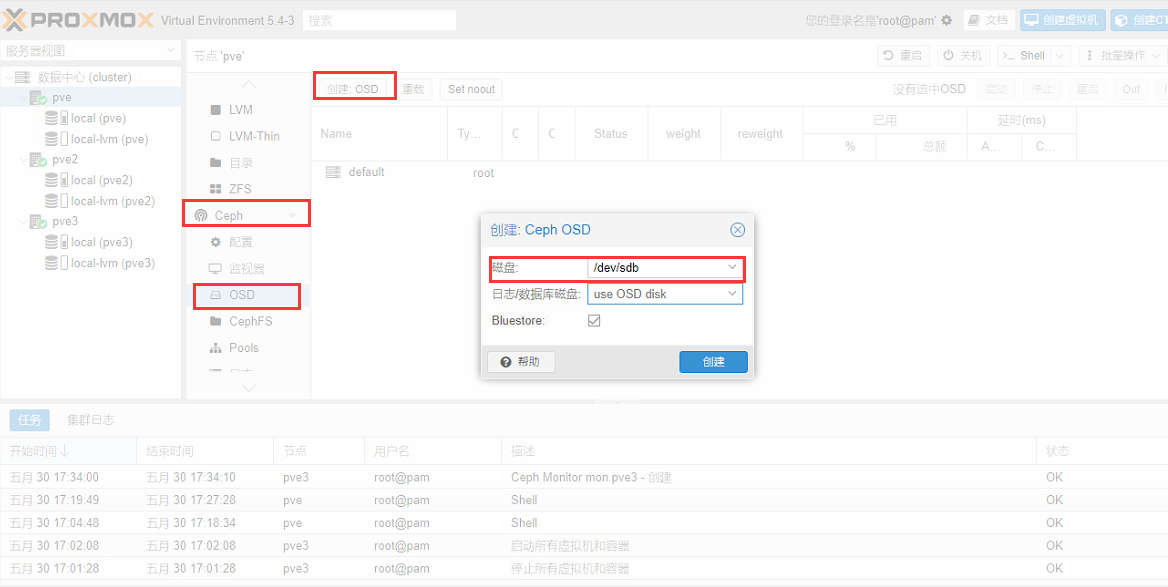 PROXMOX Virtual Environment 5.4-3 搜索 您的登录名是'root@pam' 文档 创建虚拟机 创建CT
服务器视图
数据中心 (cluster)
pve
local (pve)
local-lvm (pve)
pve2
local (pve2)
local-lvm (pve2)
pve3
local (pve3)
local-lvm (pve3)
节点 'pve' 重启 关机 >_ Shell 批量操作
LVM
LVM-Thin
目录
ZFS
Ceph
配置
监视器
OSD
CephFS
Pools
日志
创建: OSD 重载 Set noout 没有选中OSD 启动 停止 重启 Out
Name Ty... C C Status weight reweight 已用 延时(ms)
% 总额 A... C...
default root
创建: Ceph OSD
磁盘: /dev/sdb
日志/数据库磁盘: use OSD disk
Bluestore:
帮助 创建
任务 集群日志
开始时间↓ 结束时间 节点 用户名 描述 状态
五月 30 17:34:00 五月 30 17:34:10 pve3 root@pam Ceph Monitor mon.pve3 - 创建 OK
五月 30 17:19:49 五月 30 17:27:28 pve root@pam Shell OK
五月 30 17:04:48 五月 30 17:18:34 pve root@pam Shell OK
五月 30 17:02:08 五月 30 17:02:08 pve3 root@pam 启动所有虚拟机和容器 OK
五月 30 17:01:28 五月 30 17:01:28 pve3 root@pam 停止所有虚拟机和容器 OK